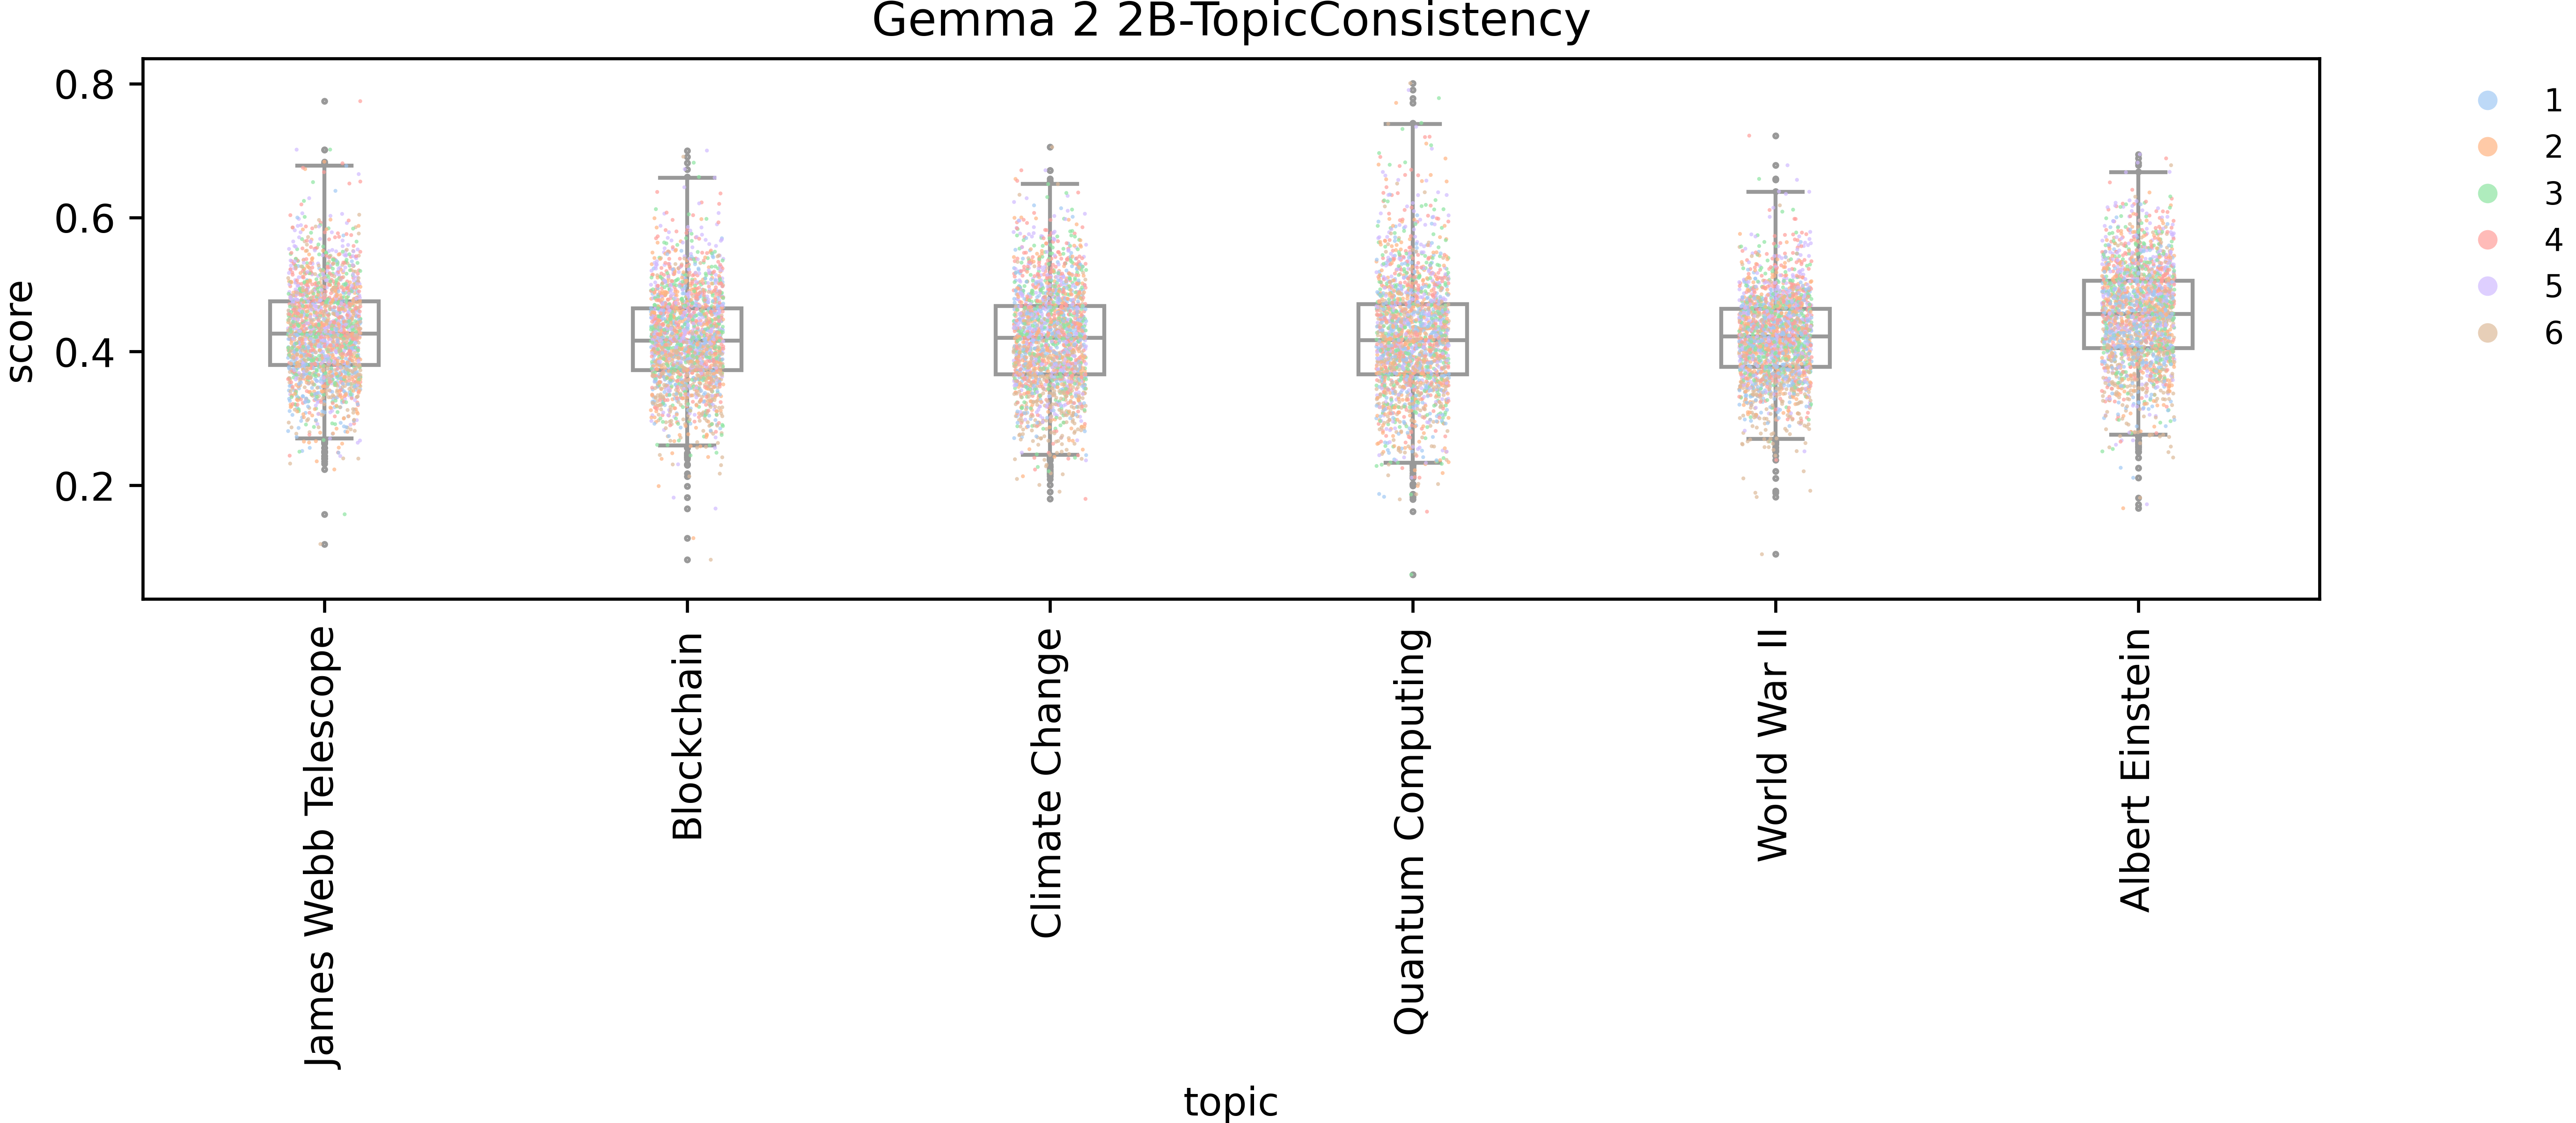 Gemma 2 2B-TopicConsistency
0.8
0.6
0.4
0.2
score
James Webb Telescope
Blockchain
Climate Change
Quantum Computing
World War II
Albert Einstein
topic
1
2
3
4
5
6